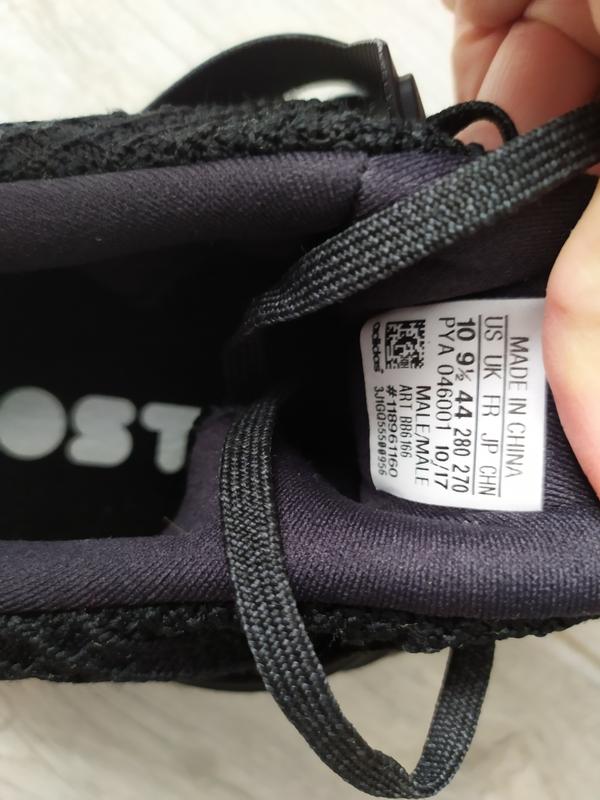 MADE IN CHINA
US UK FR JP CHN
10 9½ 44 280 270
PYA 046001 10/17
MALE/MALE
ART BB6166
#118961160
3J1GQ55500956
adidas
OST